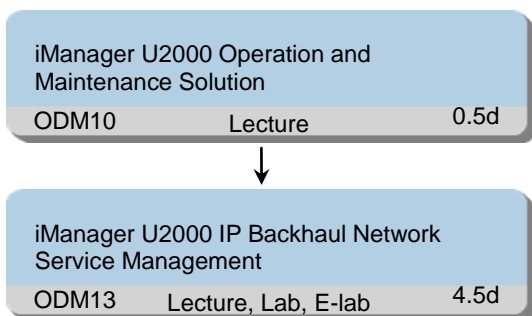 iManager U2000 Operation and
Maintenance Solution
ODM10 Lecture 0.5d
iManager U2000 IP Backhaul Network
Service Management
ODM13 Lecture, Lab, E-lab 4.5d